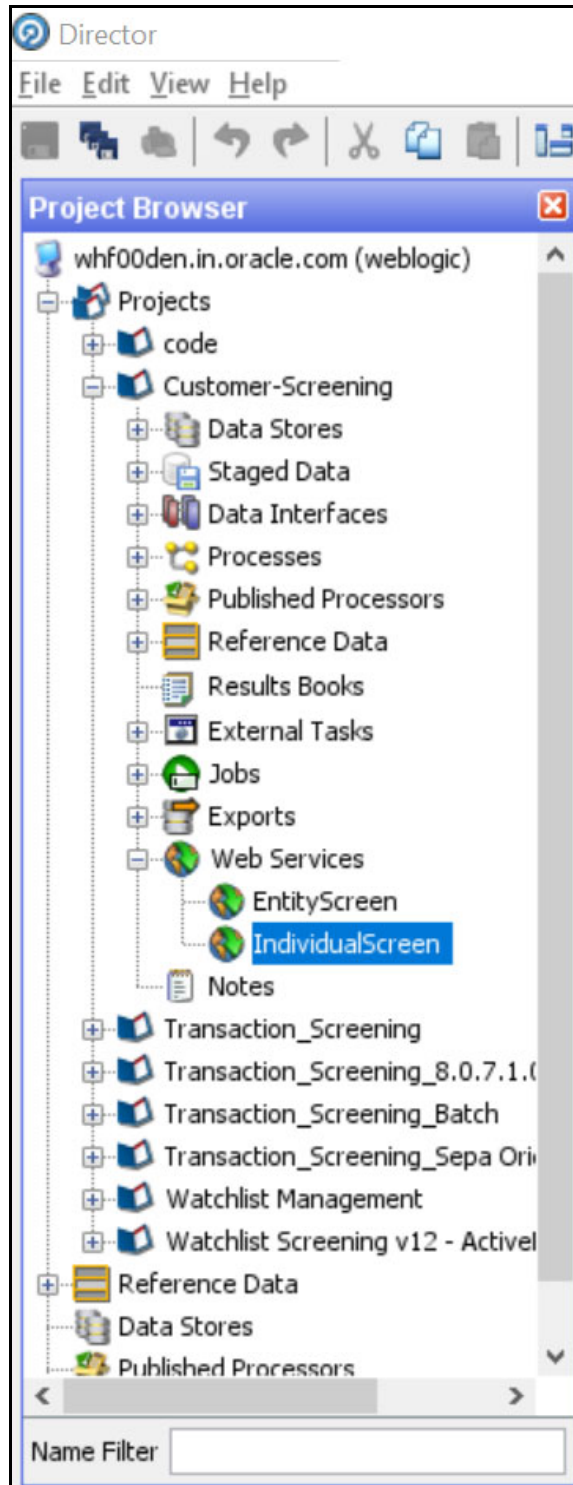 Director
File Edit View Help
Project Browser
whf00den.in.oracle.com (weblogic)
Projects
code
Customer-Screening
Data Stores
Staged Data
Data Interfaces
Processes
Published Processors
Reference Data
Results Books
External Tasks
Jobs
Exports
Web Services
EntityScreen
IndividualScreen
Notes
Transaction_Screening
Transaction_Screening_8.0.7.1.(
Transaction_Screening_Batch
Transaction_Screening_Sepa Ori
Watchlist Management
Watchlist Screening v12 - Active
Reference Data
Data Stores
Published Processors
Name Filter